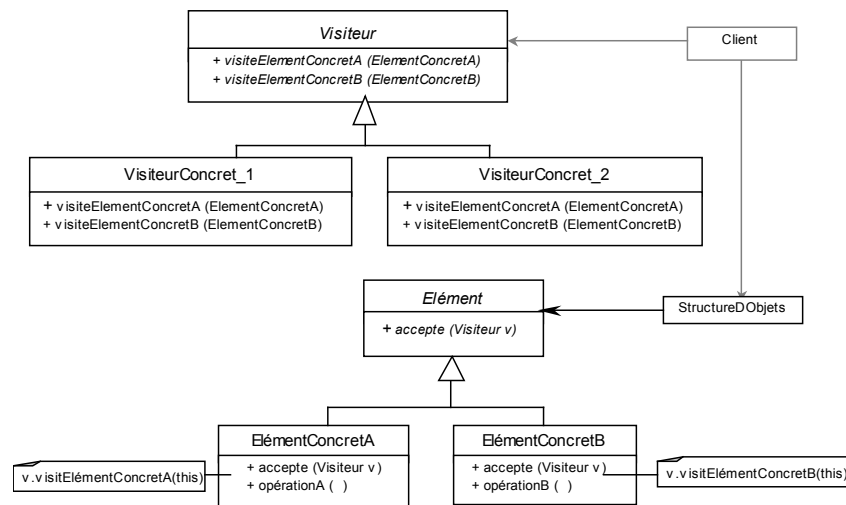 Visiteur
+ visiteElementConcretA (ElementConcretA)
+ visiteElementConcretB (ElementConcretB)
Client
VisiteurConcret_1
+ visiteElementConcretA (ElementConcretA)
+ visiteElementConcretB (ElementConcretB)
VisiteurConcret_2
+ visiteElementConcretA (ElementConcretA)
+ visiteElementConcretB (ElementConcretB)
Elément
+ accepte (Visiteur v)
StructureDObjets
ElémentConcretA
+ accepte (Visiteur v)
+ opérationA ( )
ElémentConcretB
+ accepte (Visiteur v)
+ opérationB ( )
v.visitElémentConcretA(this)
v.visitElémentConcretB(this)